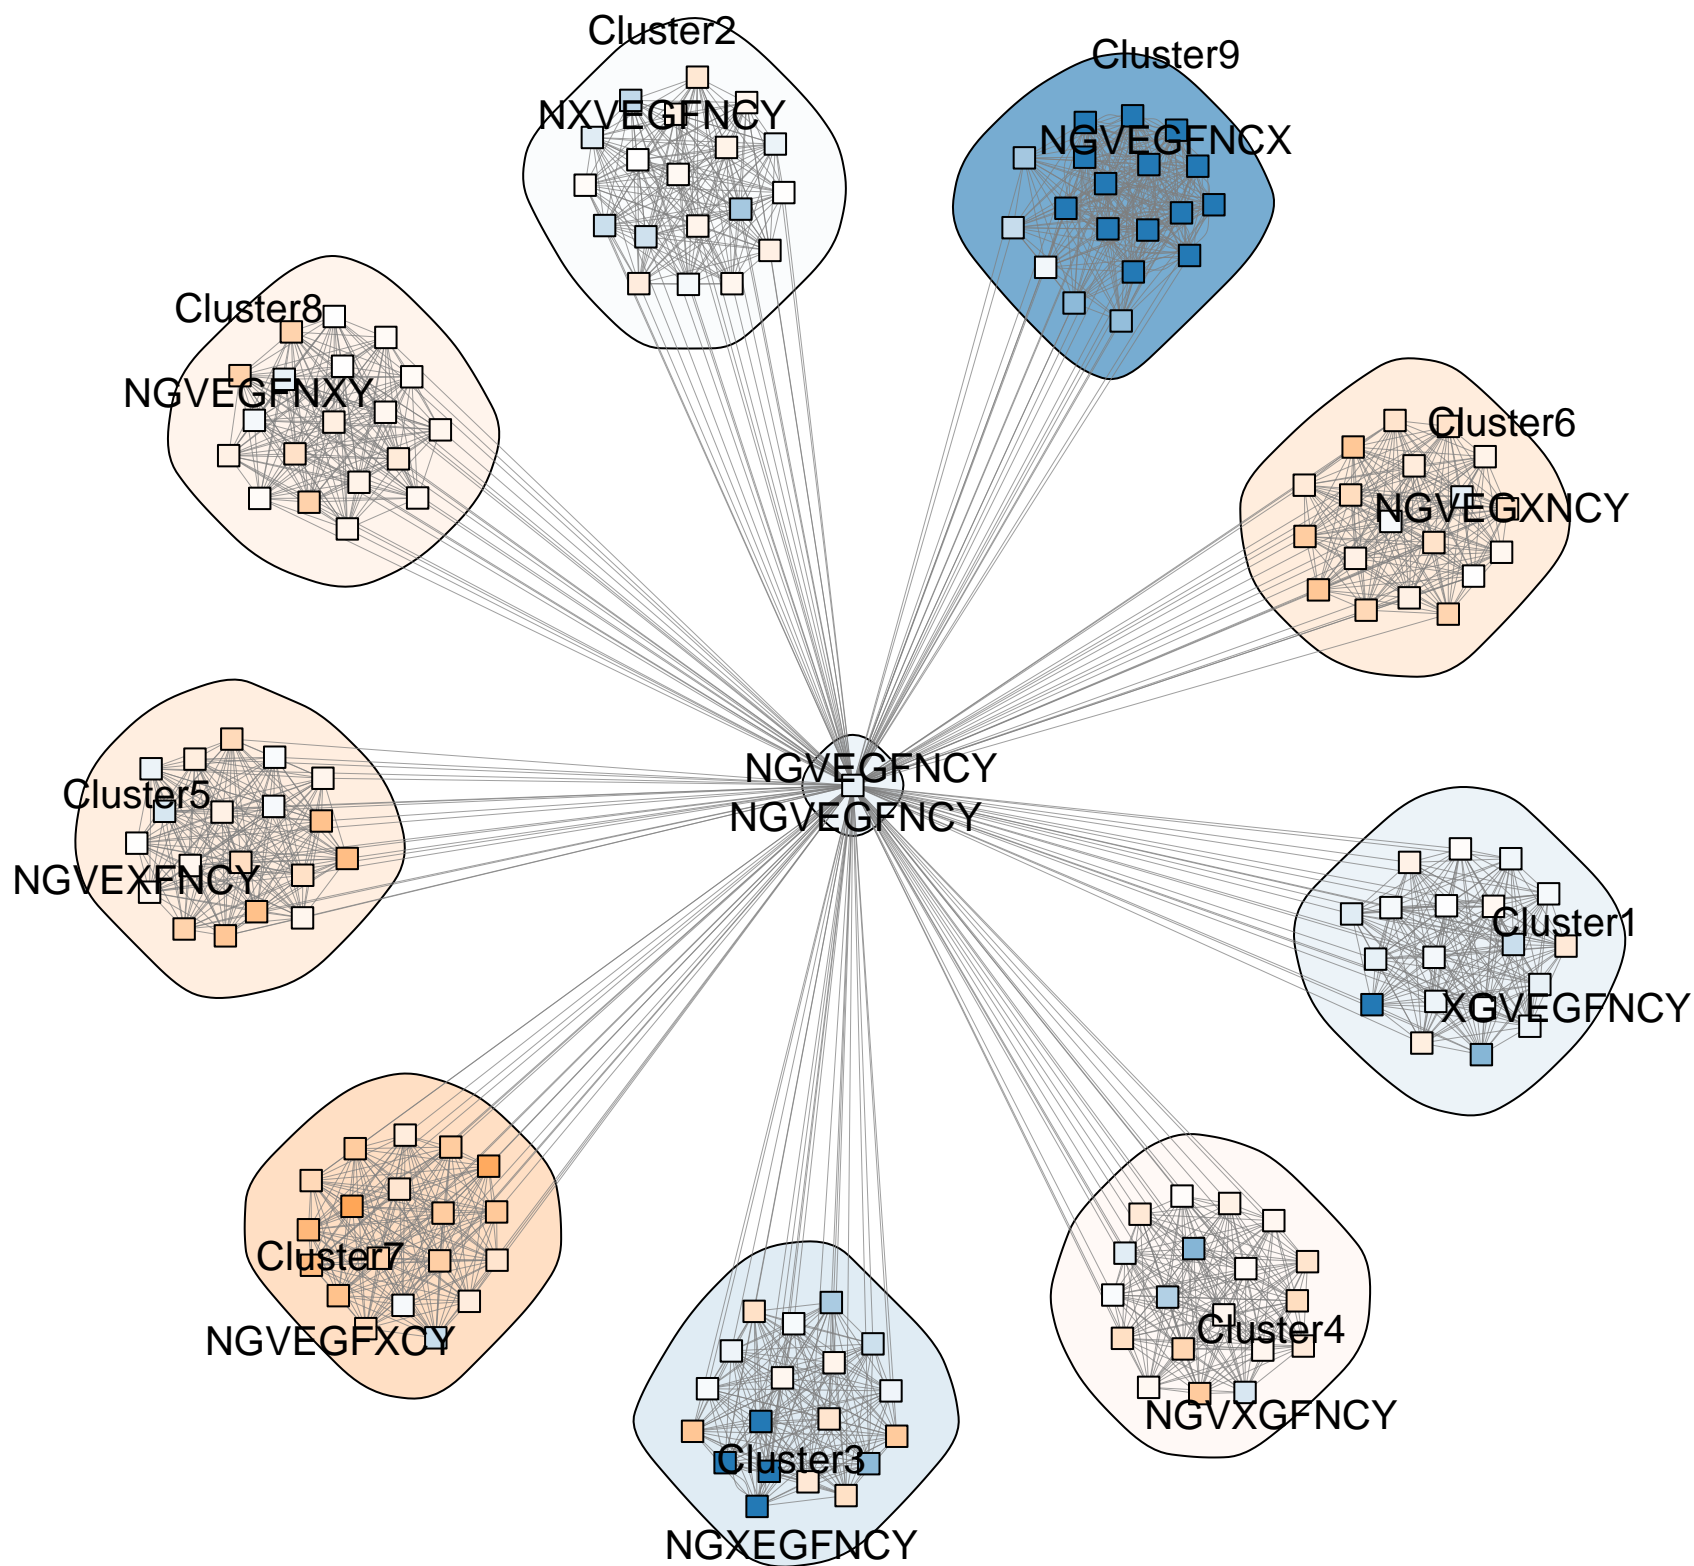 Cluster2
NXVEGFNCY
Cluster9
NGVEGFNCX
Cluster8
NGVEGFNXY
Cluster6
NGVEGXNCY
NGVEGFNCY
NGVEGFNCY
Cluster5
NGVEXFNCY
Cluster1
XGVEGFNCY
Cluster7
NGVEGFXCY
Cluster4
NGVXGFNCY
Cluster3
NGXEGFNCY